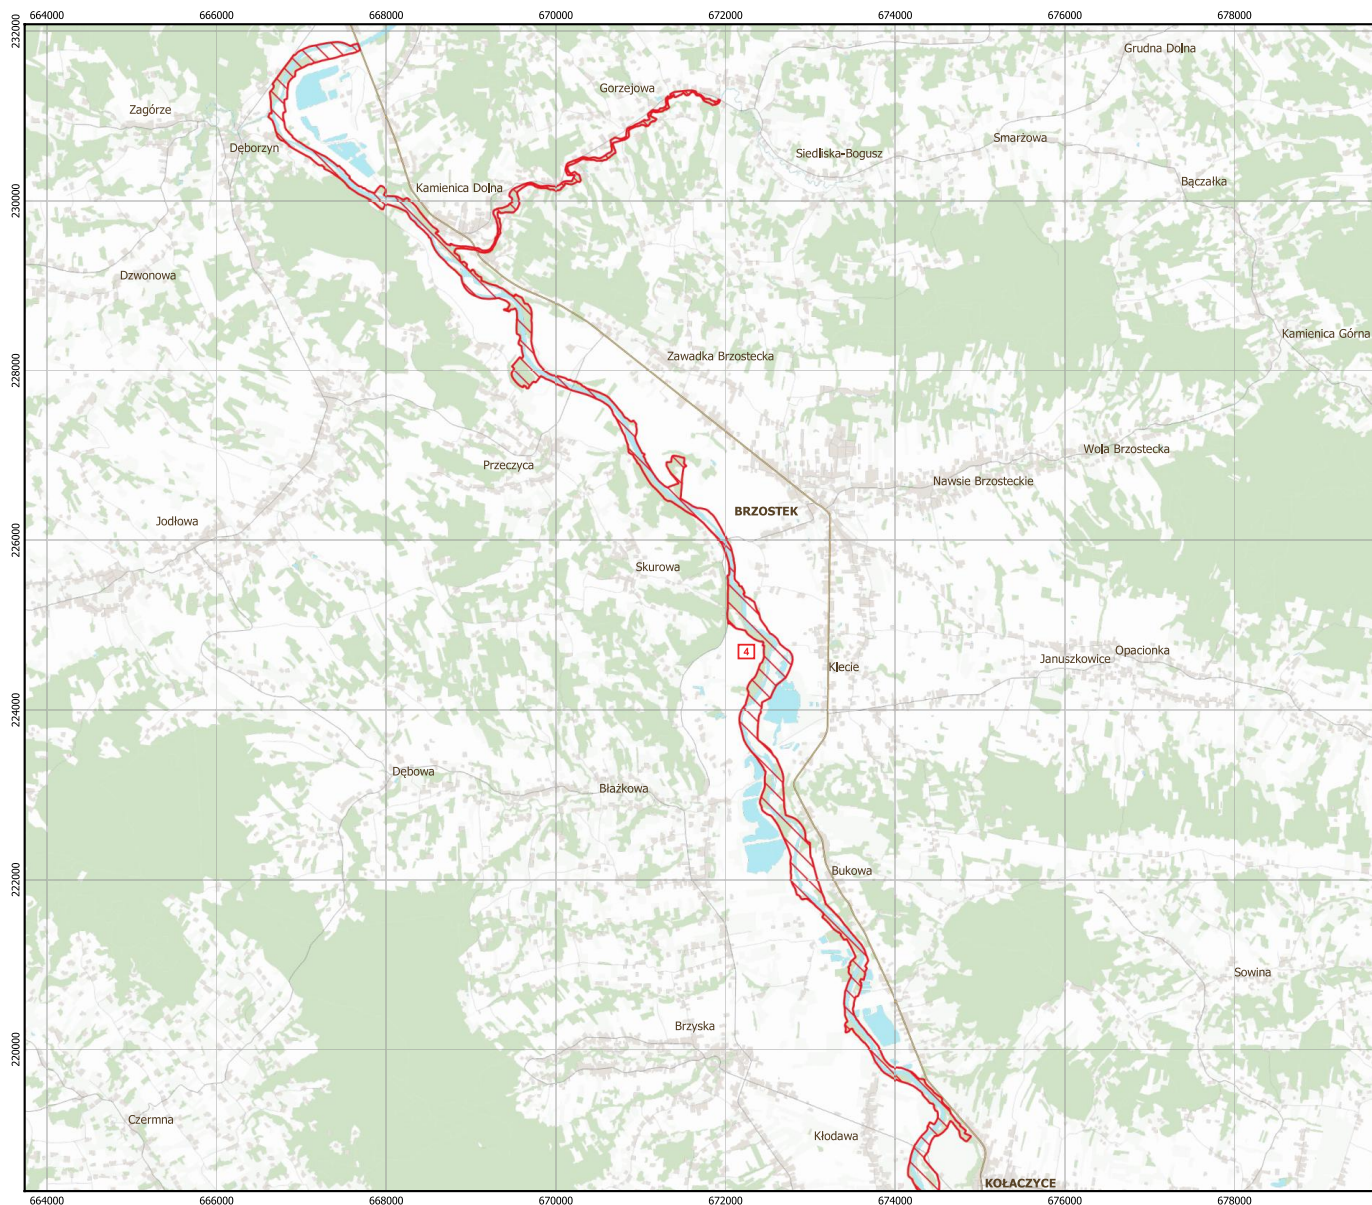 664000 666000 668000 670000 672000 674000 676000 678000
232000
Grudna Dolna
Gorzejowa
Zagórze
Smarżowa
Dęborzyn
Siedliska-Bogusz
Bączałka
Kamienica Dolna
230000
Dzwonowa
Kamienica Górna
Zawadka Brzostecka
228000
Wola Brzostecka
Przeczyca
Nawsie Brzosteckie
BRZOSTEK
Jodłowa
226000
Skurowa
4
Opacionka
Januszkowice
Klecie
224000
Dębowa
Błażkowa
Bukowa
222000
Sowina
Brzyska
220000
Czermna
Kłodawa
KOŁACZYCE
664000 666000 668000 670000 672000 674000 676000 678000